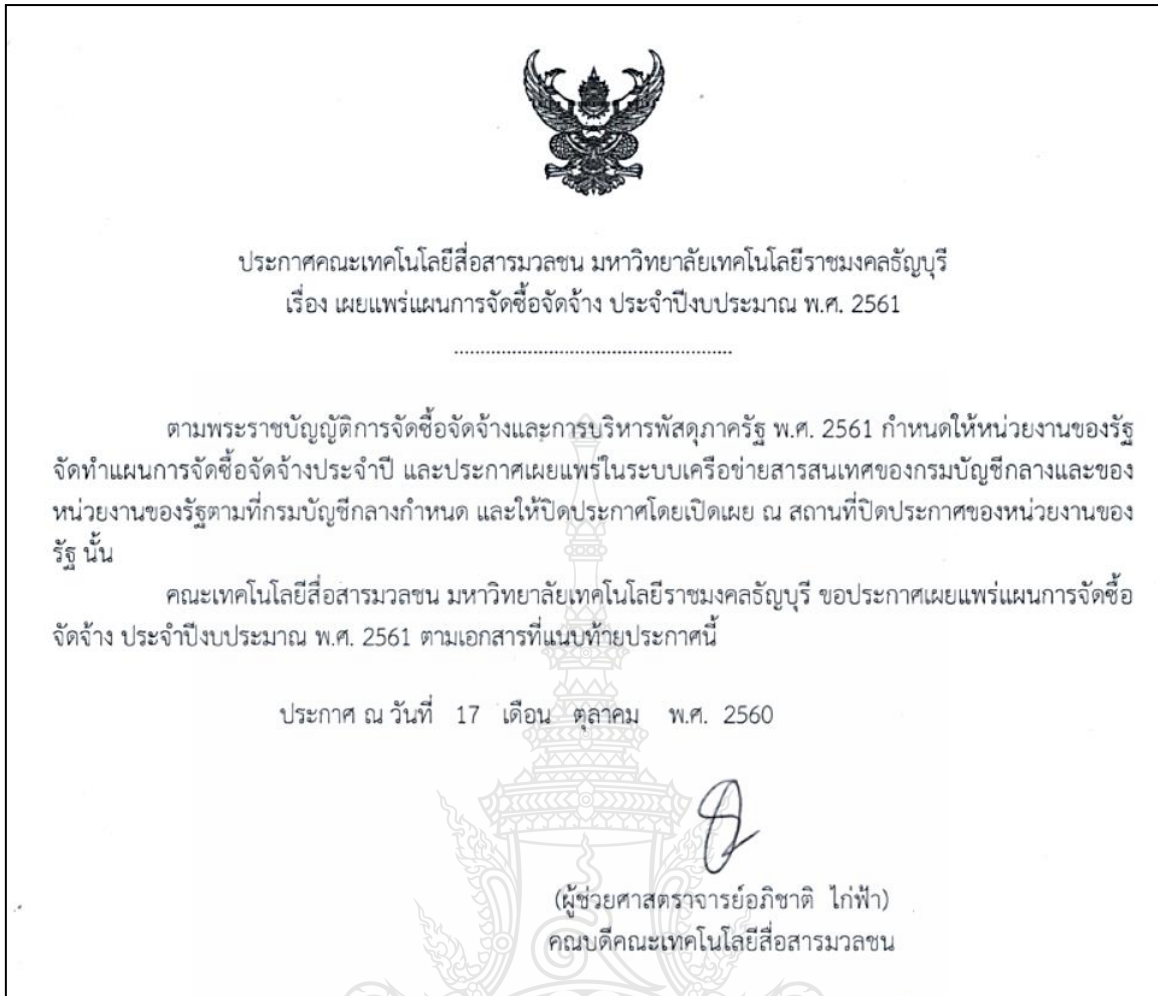 ประกาศคณะเทคโนโลยีสื่อสารมวลชน มหาวิทยาลัยเทคโนโลยีราชมงคลธัญบุรี
เรื่อง เผยแพร่แผนการจัดซื้อจัดจ้าง ประจำปีงบประมาณ พ.ศ. 2561
.....................................................
ตามพระราชบัญญัติการจัดซื้อจัดจ้างและการบริหารพัสดุภาครัฐ พ.ศ. 2561 กำหนดให้หน่วยงานของรัฐ
จัดทำแผนการจัดซื้อจัดจ้างประจำปี และประกาศเผยแพร่ในระบบเครือข่ายสารสนเทศของกรมบัญชีกลางและของ
หน่วยงานของรัฐตามที่กรมบัญชีกลางกำหนด และให้ปิดประกาศโดยเปิดเผย ณ สถานที่ปิดประกาศของหน่วยงานของ
รัฐ นั้น
คณะเทคโนโลยีสื่อสารมวลชน มหาวิทยาลัยเทคโนโลยีราชมงคลธัญบุรี ขอประกาศเผยแพร่แผนการจัดซื้อ
จัดจ้าง ประจำปีงบประมาณ พ.ศ. 2561 ตามเอกสารที่แนบท้ายประกาศนี้
ประกาศ ณ วันที่ 17 เดือน ตุลาคม พ.ศ. 2560
(ผู้ช่วยศาสตราจารย์อภิชาติ ไก่ฟ้า)
คณบดีคณะเทคโนโลยีสื่อสารมวลชน